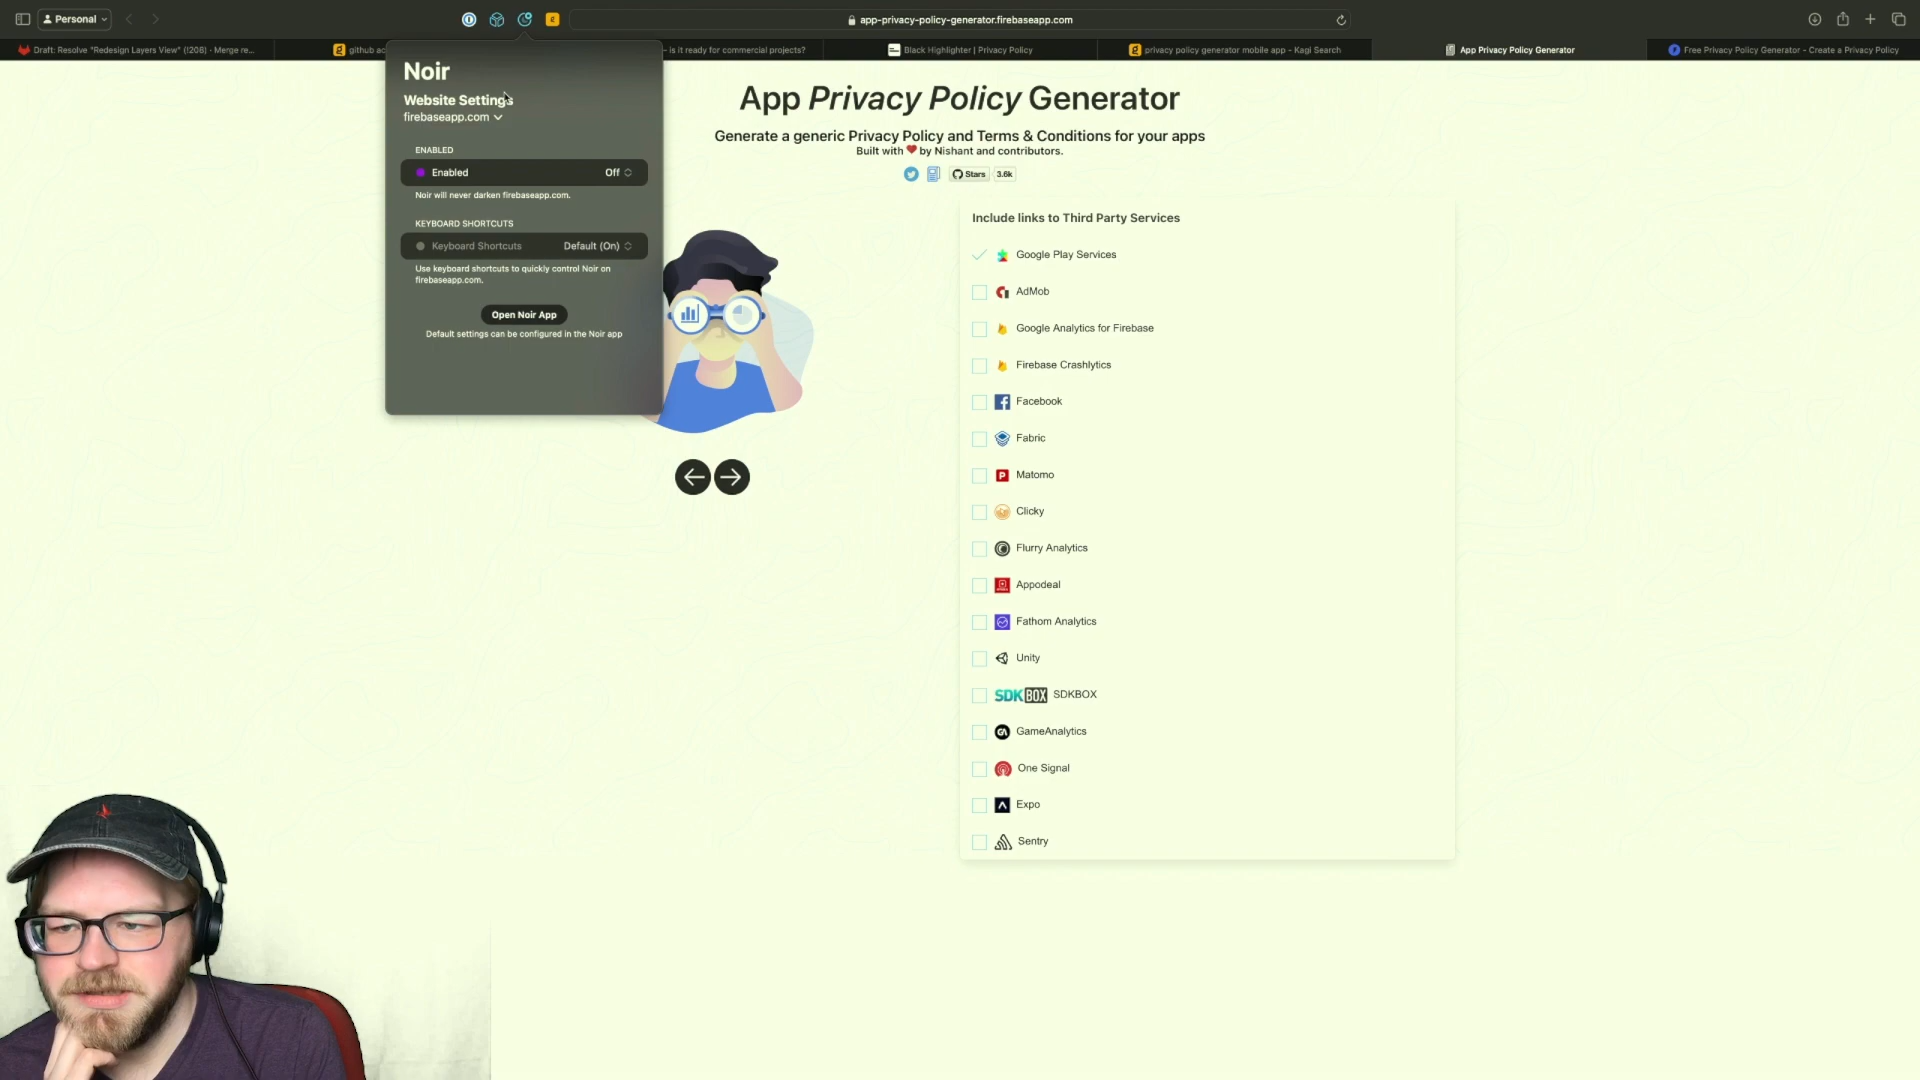 Personal
app-privacy-policy-generator.firebaseapp.com
Draft: Resolve "Redesign Layers View" (!208) · Merge re...
github ac
- is it ready for commercial projects?
Black Highlighter | Privacy Policy
privacy policy generator mobile app - Kagi Search
App Privacy Policy Generator
Free Privacy Policy Generator - Create a Privacy Policy
Noir
Website Settings
firebaseapp.com
ENABLED
Enabled
Off
Noir will never darken firebaseapp.com.
KEYBOARD SHORTCUTS
Keyboard Shortcuts
Default (On)
Use keyboard shortcuts to quickly control Noir on
firebaseapp.com.
Open Noir App
Default settings can be configured in the Noir app
App Privacy Policy Generator
Generate a generic Privacy Policy and Terms & Conditions for your apps
Built with ❤ by Nishant and contributors.
Stars
3.6k
Include links to Third Party Services
Google Play Services
AdMob
Google Analytics for Firebase
Firebase Crashlytics
Facebook
Fabric
Matomo
Clicky
Flurry Analytics
Appodeal
Fathom Analytics
Unity
SDKBOX SDKBOX
GameAnalytics
One Signal
Expo
Sentry